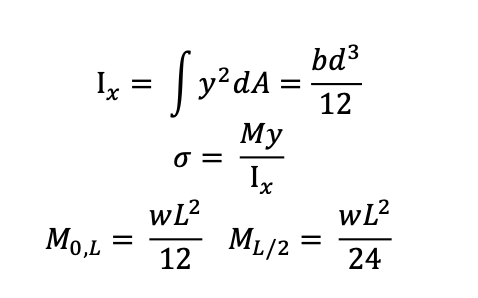 Iₓ = ∫ y²dA = bd³/12
σ = My/Iₓ
M₀,L = wL²/12 M_L/2 = wL²/24